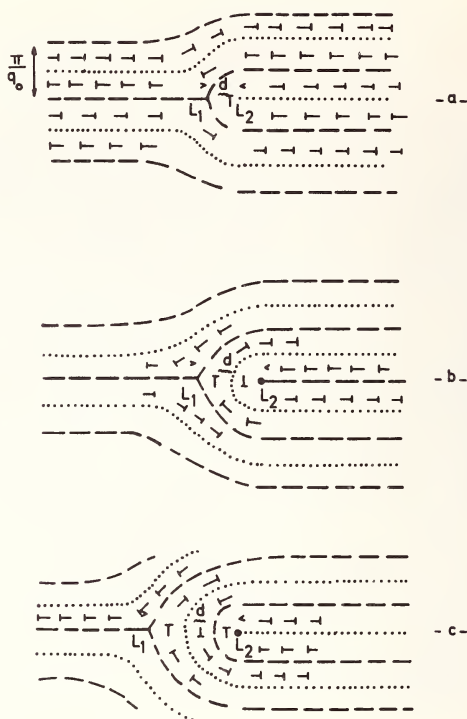 π/q₀
d
L₁
L₂
-a-
d
L₁
L₂
-b-
d
L₁
L₂
-c-